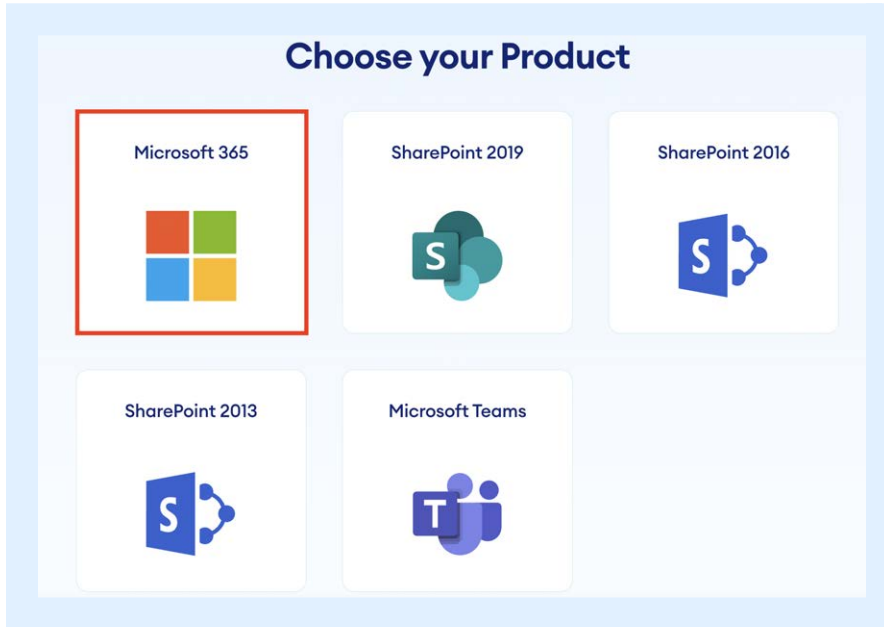 Choose your Product
Microsoft 365
SharePoint 2019
SharePoint 2016
S
S
SharePoint 2013
Microsoft Teams
S
T